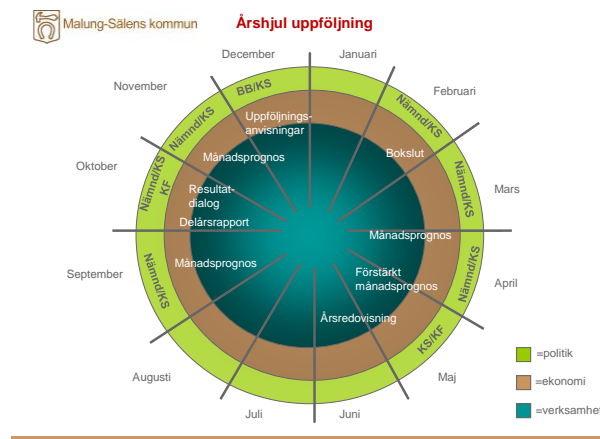 Malung-Sälens kommun
Årshjul uppföljning
December
Januari
November
Februari
BB/KS
Nämnd/KS
Nämnd/KS
Uppföljnings-
anvisningar
Månadsprognos
Bokslut
Oktober
Nämnd/KS
KF
Resultat-
dialog
Nämnd/KS
Mars
Delårsrapport
Månadsprognos
Månadsprognos
September
Nämnd/KS
Förstärkt
månadsprognos
Nämnd/KS
April
Årsredovisning
KS/KF
Augusti
Maj
Juli
Juni
=politik
=ekonomi
=verksamhet